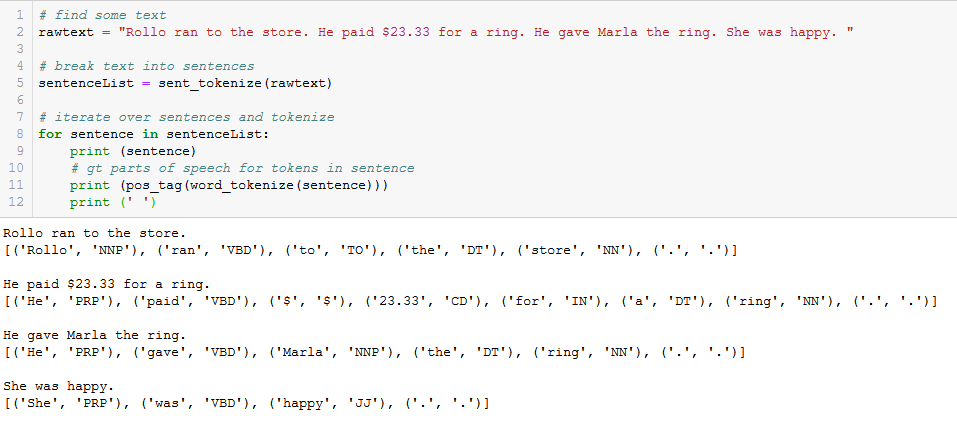 1 # find some text
2 rawtext = "Rollo ran to the store. He paid $23.33 for a ring. He gave Marla the ring. She was happy. "
3
4 # break text into sentences
5 sentenceList = sent_tokenize(rawtext)
6
7 # iterate over sentences and tokenize
8 for sentence in sentenceList:
9     print (sentence)
10     # gt parts of speech for tokens in sentence
11     print (pos_tag(word_tokenize(sentence)))
12     print (' ')
Rollo ran to the store.
[('Rollo', 'NNP'), ('ran', 'VBD'), ('to', 'TO'), ('the', 'DT'), ('store', 'NN'), ('.', '.')]
He paid $23.33 for a ring.
[('He', 'PRP'), ('paid', 'VBD'), ('$', '$'), ('23.33', 'CD'), ('for', 'IN'), ('a', 'DT'), ('ring', 'NN'), ('.', '.')]
He gave Marla the ring.
[('He', 'PRP'), ('gave', 'VBD'), ('Marla', 'NNP'), ('the', 'DT'), ('ring', 'NN'), ('.', '.')]
She was happy.
[('She', 'PRP'), ('was', 'VBD'), ('happy', 'JJ'), ('.', '.')]